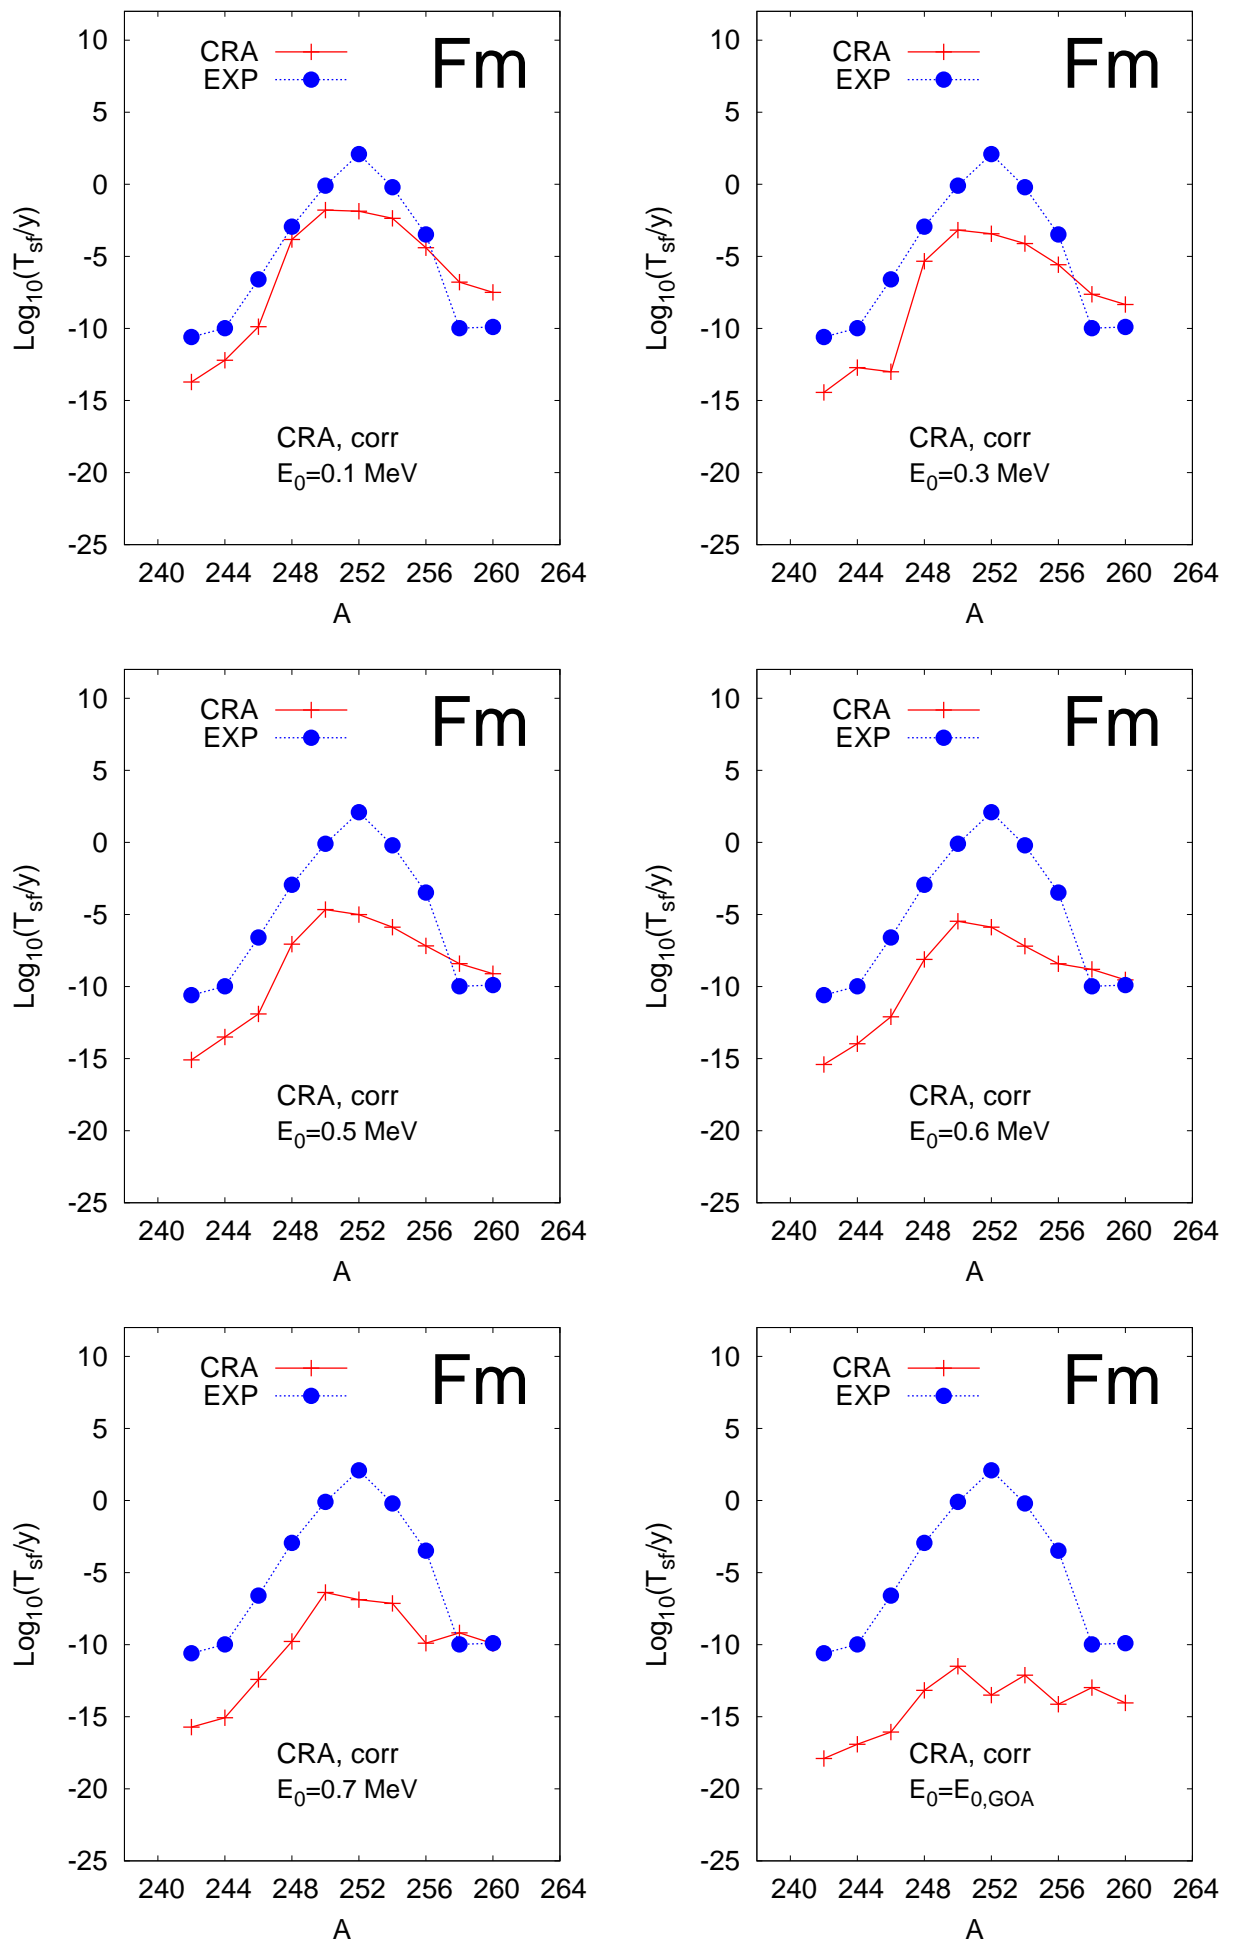 10
5
0
-5
-10
-15
-20
-25
Log10(Tsf/y)
CRA
EXP
Fm
CRA, corr
E0=0.1 MeV
240 244 248 252 256 260 264
A
10
5
0
-5
-10
-15
-20
-25
Log10(Tsf/y)
CRA
EXP
Fm
CRA, corr
E0=0.3 MeV
240 244 248 252 256 260 264
A
10
5
0
-5
-10
-15
-20
-25
Log10(Tsf/y)
CRA
EXP
Fm
CRA, corr
E0=0.5 MeV
240 244 248 252 256 260 264
A
10
5
0
-5
-10
-15
-20
-25
Log10(Tsf/y)
CRA
EXP
Fm
CRA, corr
E0=0.6 MeV
240 244 248 252 256 260 264
A
10
5
0
-5
-10
-15
-20
-25
Log10(Tsf/y)
CRA
EXP
Fm
CRA, corr
E0=0.7 MeV
240 244 248 252 256 260 264
A
10
5
0
-5
-10
-15
-20
-25
Log10(Tsf/y)
CRA
EXP
Fm
CRA, corr
E0=E0,GOA
240 244 248 252 256 260 264
A